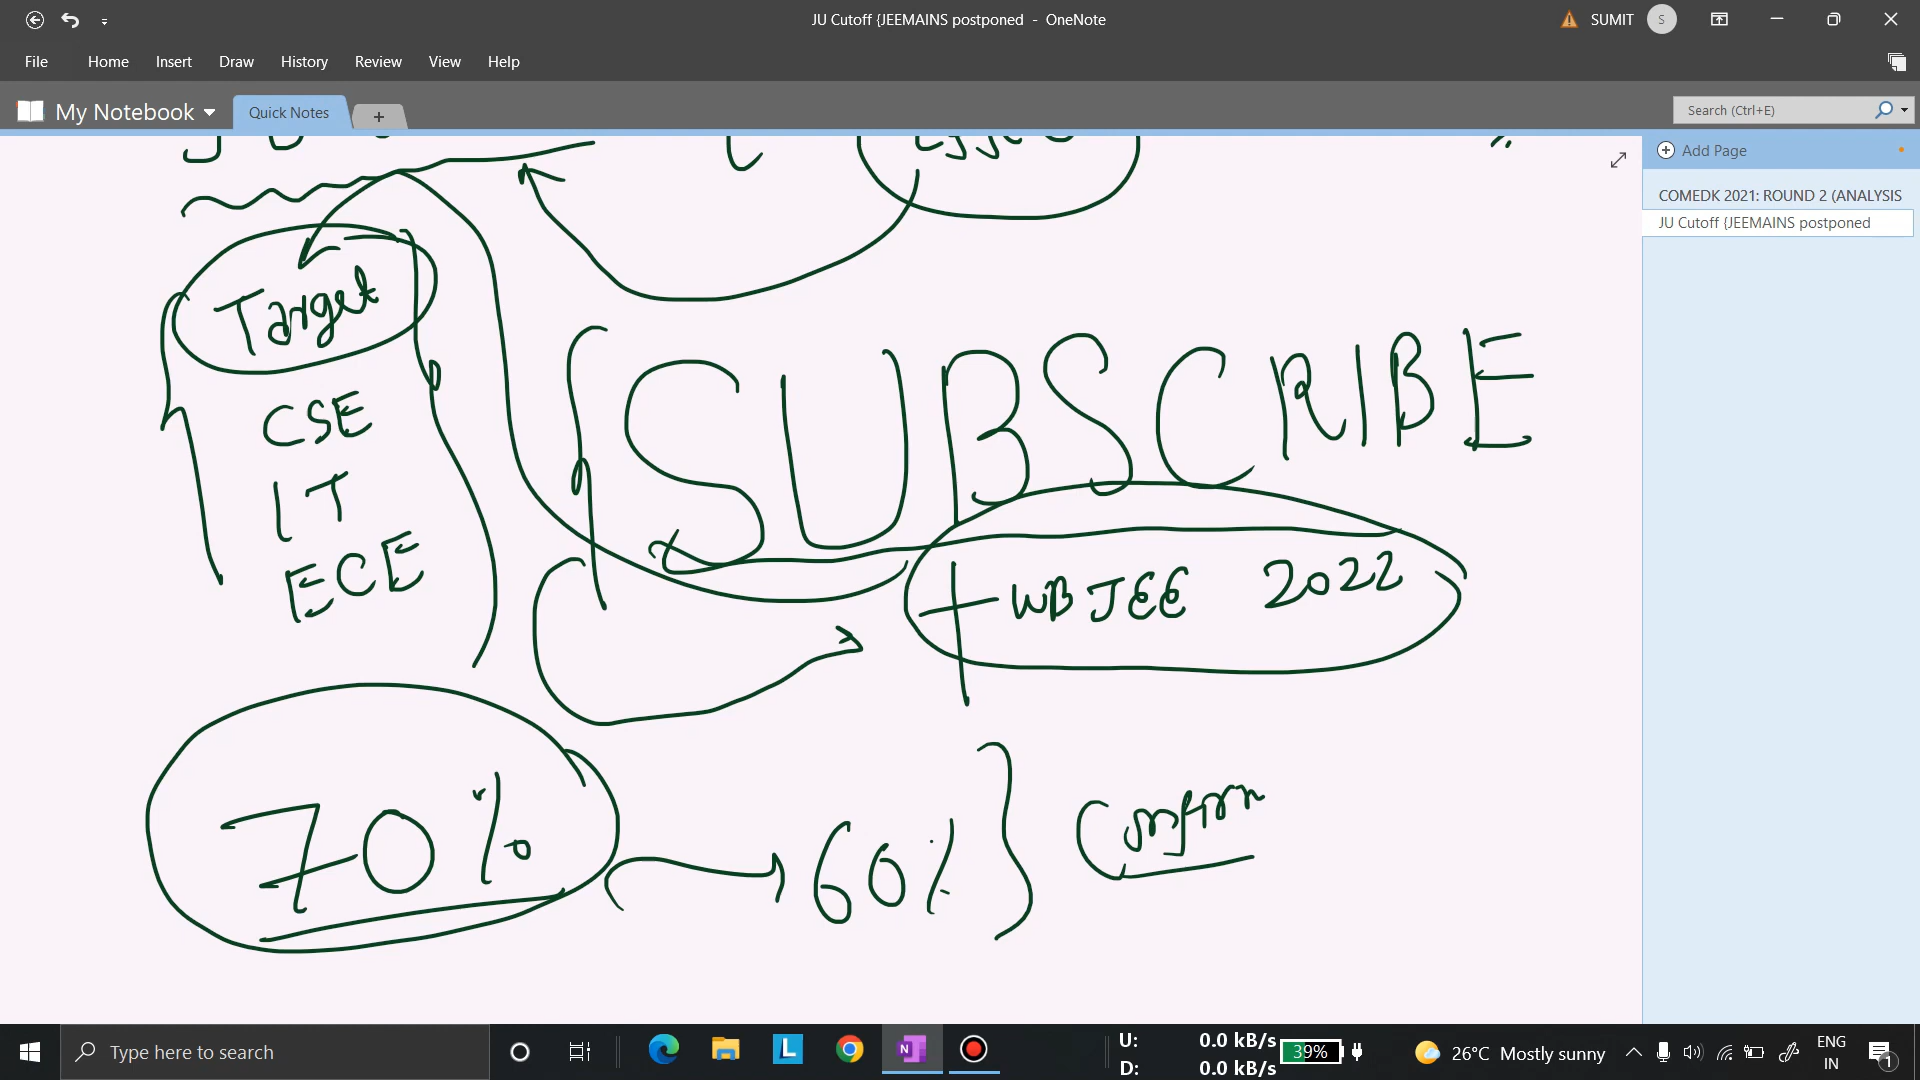 JU Cutoff {JEEMAINS postponed - OneNote
SUMIT S
File Home Insert Draw History Review View Help
My Notebook Quick Notes +
Search (Ctrl+E)
Add Page
COMEDK 2021: ROUND 2 (ANALYSIS
JU Cutoff {JEEMAINS postponed
Target
CSE
IT
ECE
SUBSCRIBE
+ WBJEE 2022
70%
60%
Confirm
Type here to search
L
N
U: 0.0 kB/s
D: 0.0 kB/s
39%
26°C Mostly sunny
ENG
IN
1